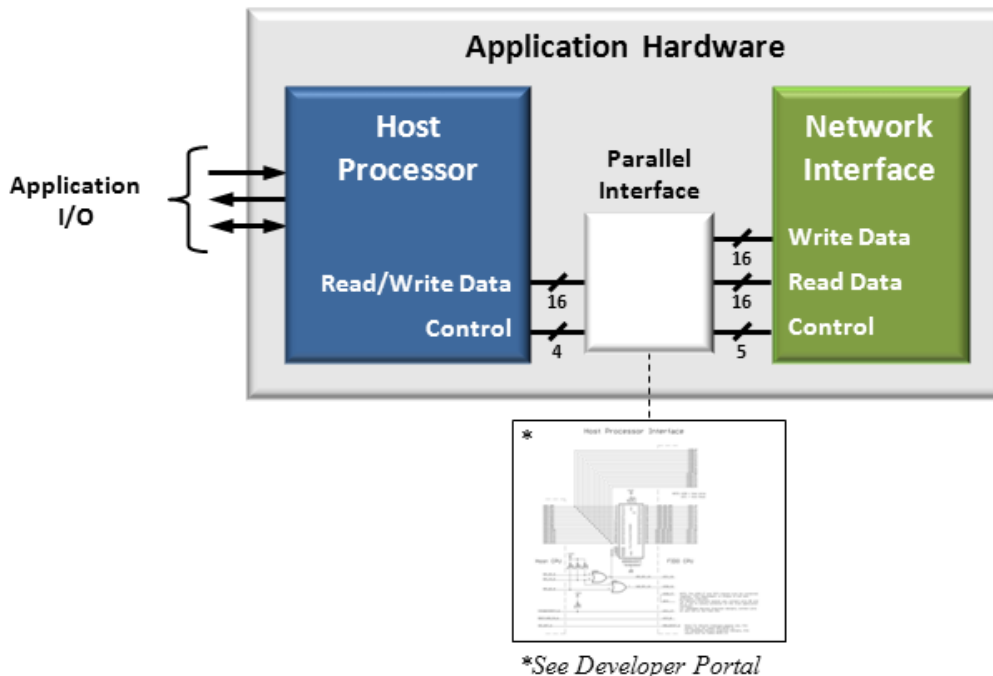 Application Hardware
Host
Processor
Network
Interface
Parallel
Interface
Application
I/O
Write Data
16
Read/Write Data
16
16
Read Data
Control
4
5
Control
*
Host Processor Interface
Host CPU
*See Developer Portal